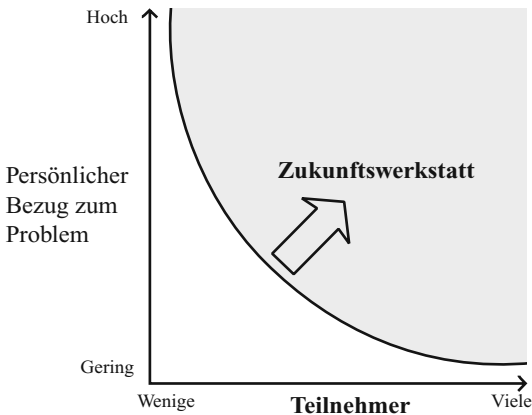 Hoch
Zukunftswerkstatt
Persönlicher
Bezug zum
Problem
Gering
Wenige
Teilnehmer
Viele